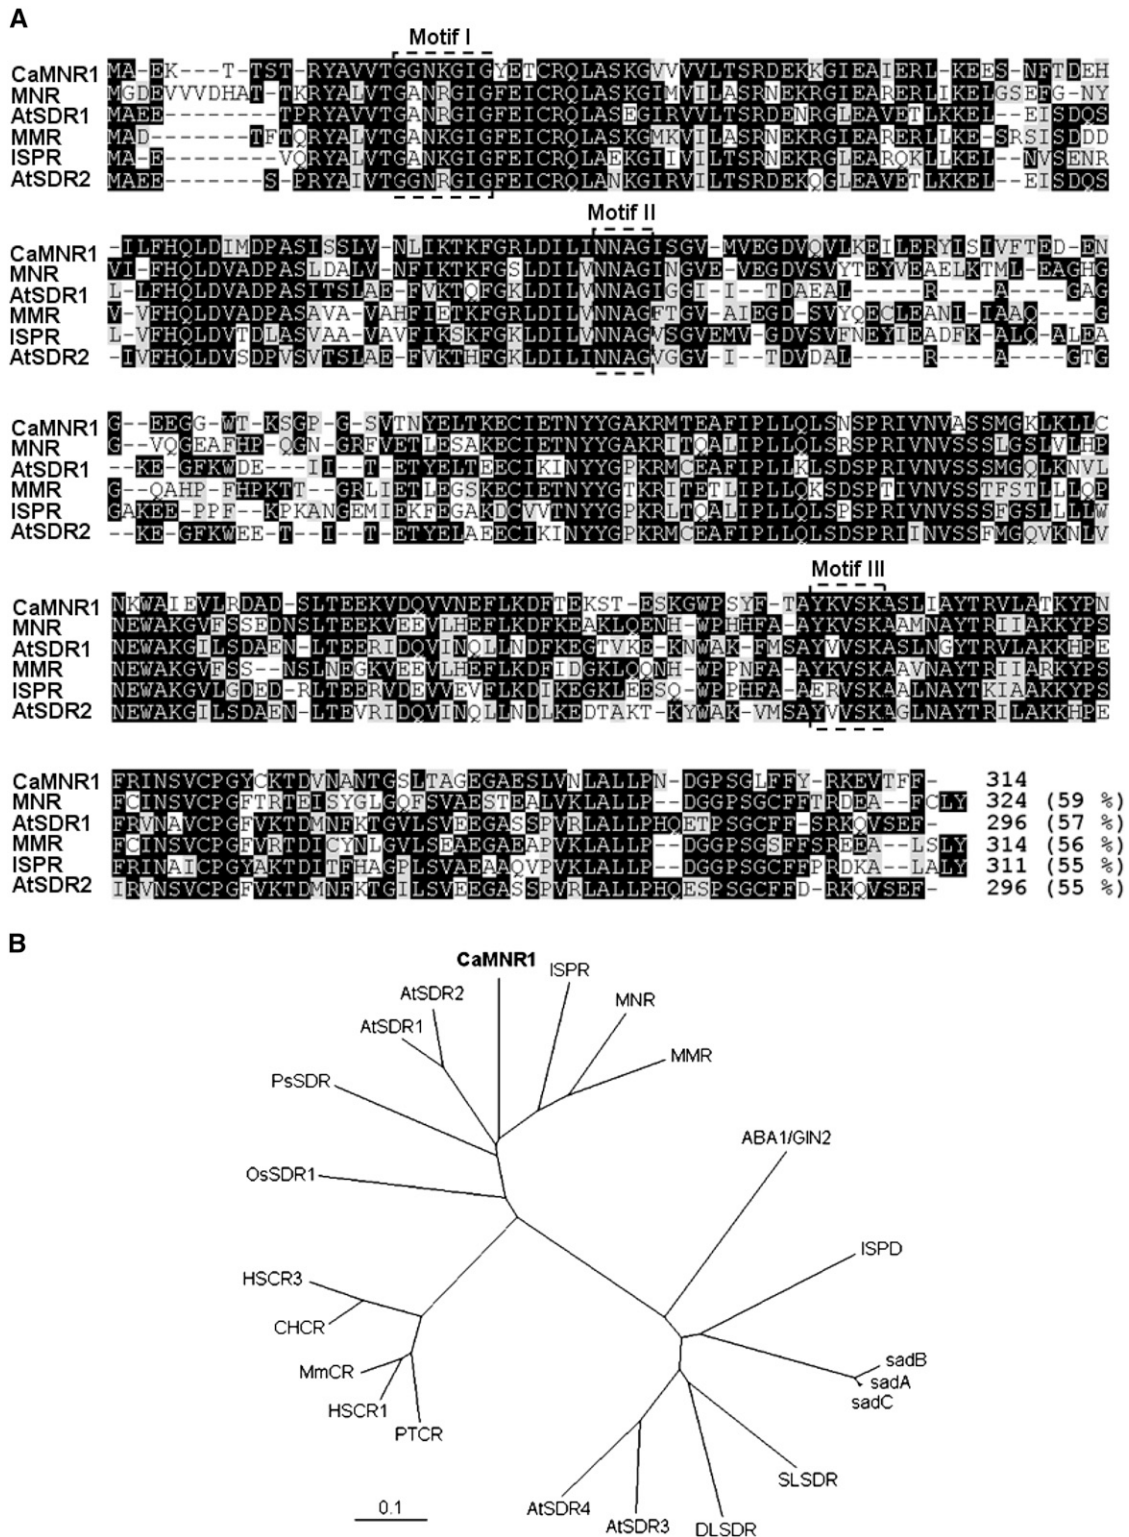 A
Motif I
CaMNR1 MA-EK---T-TST-RYAVVTGGNKGIGYETCRQLASKGVVVVLTSRDEKKGIEAIERL-KEES-NFTDEH
MNR MGDEVVVDHAT-TKRYALVTGANRGIGFEICRQLASKGIMVILASRNEKRGIEARERLIKELGSEFG-NY
AtSDR1 MAEE--------TPRYALVTGANRGIGFEICRQLASEGIRVVLTSRDENRGLEAVETLKKEL--EISDQS
MMR MAD-------TFTQRYALVTGANKGIGFEICRQLASKGMKVILASRNEKRGIEARERLLKE-SRSISDDD
ISPR MA-E--------VQRYALVTGANKGIGFEICRQLAEKGIIVILTSRNEKRGLEARQKLLKEL--NVSENR
AtSDR2 MAEE-------S-PRYALVTGGNRGIGFEICRQLANKGIRVILTSRDEKQGLEAVETLKKEL--EISDQS
Motif II
CaMNR1 -ILFHQLDIMDPASISSLV-NLIKTKFGRLDILINNAGISGV-MVEGDVQVLKEILERYISIVFTED-EN
MNR VI-FHQLDVADPASLDALV-NFIKTKFGSLDILVNNAGINGVE-VEGDVSVYTEYVEAELKTML-EAGHG
AtSDR1 L-LFHQLDVADPASITSLAE-FVKTQFGKLDILVNNAGIGGI-I--TDAEAL-----R----A----GAG
MMR V-VFHQLDVADPASAVA-VAHFIETKFGRLDILVNNAGFTGV-AIEGD-SVYQECLEANI-IAAQ----G
ISPR L-VFHQLDVTDLASVAA-VAVFIKSKFGKLDILVNNAGVSGVEMV-GDVSVFNEYIEADFK-ALQ-ALEA
AtSDR2 -IVFHQLDVSDPVSVTSLAE-FVKTHFGKLDILINNAGVGGV-I--TDVDAL-----R----A----GTG
CaMNR1 G--EEGG-WT-KSGP-G-SVTNYELTKECIETNYYGAKRMTEAFIPLLQLSNSPRIVNVASSMGKLKLLC
MNR G--VQGEAFHP-QGN-GRFVETLESAKECIETNYYGAKRITQALIPLLQLSRSPRIVNVSSSLGSLVLHP
AtSDR1 --KE-GFKWDE---II--T-ETYELTEECIKINYYGPKRMCEAFIPLLKLSDSPRIVNVSSSMGQLKNVL
MMR G--QAHP-FHPKTT--GRLIETLEGSKECIETNYYGTKRITETLIPLLQKSDSPTIVNVSSTFSTLLLQP
ISPR GAKEE-PPF--KPKANGEMIEKFEGAKDCVVTNYYGPKRLTQALIPLLQLSPSPRIVNVSSSFGSLLLLW
AtSDR2 --KE-GFKWEE-T--I--T-ETYELAEECIKINYYGPKRMCEAFIPLLQLSDSPRIINVSSFMGQVKNLV
Motif III
CaMNR1 NKWAIEVLRDAD-SLTEEKVDQVVNEFLKDFTEKST-ESKGWPSYF-TAYKVSKASLIAYTRVLATKYPN
MNR NEWAKGVFSSEDNSLTEEKVEEVLHEFLKDFKEAKLQENH-WPHHFA-AYKVSKAAMNAYTRIIAKKYPS
AtSDR1 NEWAKGILSDAEN-LTEERIDQVINQLLNDFKEGTVKE-KNWAK-FMSAYVVSKASLNGYTRVLAKKHPE
MMR NEWAKGVFSS--NSLNEGKVEEVLHEFLKDFIDGKLQQNH-WPPNFA-AYKVSKAAVNAYTRIIARKYPS
ISPR NEWAKGVLGDED-RLTEERVDEVVEVFLKDIKEGKLEESQ-WPPHFA-AERVSKAALNAYTKIAAKKYPS
AtSDR2 NEWAKGILSDAEN-LTEVRIDQVINQLLNDLKEDTAKT-KYWAK-VMSAYVVSKAGLNAYTRILAKKHPE
CaMNR1 FRINSVCPGYCKTDVNANTGSLTAGEGAESLVNLALLPN-DGPSGLFFY-RKEVTFF- 314
MNR FCINSVCPGFTRTEISYGLGQFSVAESTEALVKLALLP--DGGPSGCFFTRDEA--FCLY 324 (59 %)
AtSDR1 FRVNAVCPGFVKTDMNFKTGVLSVEEGASSPVRLALLPHQETPSGCFF-SRKQVSEF- 296 (57 %)
MMR FCINSVCPGFVRTDICYNLGVLSEAEGAEAPVKLALLP--DGGPSGSFFSREEA--LSLY 314 (56 %)
ISPR FRINAICPGYAKTDITFHAGPLSVAEAAQVPVKLALLP--DGGPSGCFFPRDKA--LALY 311 (55 %)
AtSDR2 IRVNSVCPGFVKTDMNFKTGILSVEEGASSPVRLALLPHQESPSGCFFD-RKQVSEF- 296 (55 %)
B
CaMNR1
ISPR
AtSDR2
MNR
AtSDR1
MMR
PsSDR
ABA1/GIN2
OsSDR1
ISPD
HSCR3
CHCR
sadB
MmCR
sadA
sadC
HSCR1
PTCR
SLSDR
AtSDR4
AtSDR3
DLSDR
0.1